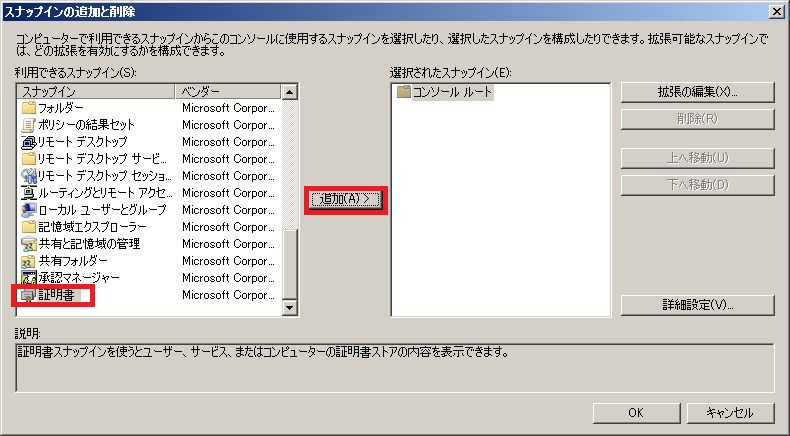 スナップインの追加と削除
コンピューターで利用できるスナップインからこのコンソールに使用するスナップインを選択したり、選択したスナップインを構成したりできます。拡張可能なスナップインで
は、どの拡張を有効にするかを構成できます。
利用できるスナップイン(S):
スナップイン ベンダー
フォルダー Microsoft Corpor...
ポリシーの結果セット Microsoft Corpor...
リモート デスクトップ Microsoft Corpor...
リモート デスクトップ サービ... Microsoft Corpor...
リモート デスクトップ セッショ... Microsoft Corpor...
ルーティングとリモート アクセ... Microsoft Corpor...
ローカル ユーザーとグループ Microsoft Corpor...
記憶域エクスプローラー Microsoft Corpor...
共有と記憶域の管理 Microsoft Corpor...
共有フォルダー Microsoft Corpor...
承認マネージャー Microsoft Corpor...
証明書 Microsoft Corpor...
追加(A) >
選択されたスナップイン(E):
コンソール ルート
拡張の編集(X)...
削除(R)
上へ移動(U)
下へ移動(D)
詳細設定(V)...
説明:
証明書スナップインを使うとユーザー、サービス、またはコンピューターの証明書ストアの内容を表示できます。
OK
キャンセル